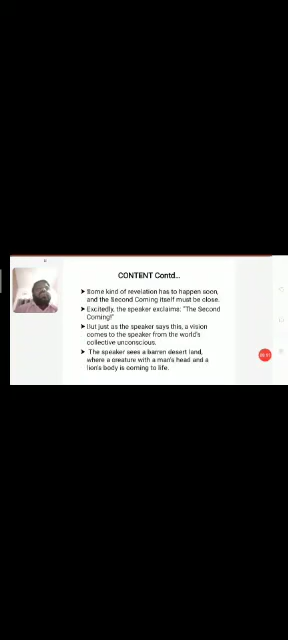 CONTENT Contd...
➤ Some kind of revelation has to happen soon,
and the Second Coming itself must be close.
➤ Excitedly, the speaker exclaims: "The Second
Coming!"
➤ But just as the speaker says this, a vision
comes to the speaker from the world's
collective unconscious.
➤ The speaker sees a barren desert land,
where a creature with a man's head and a
lion's body is coming to life.